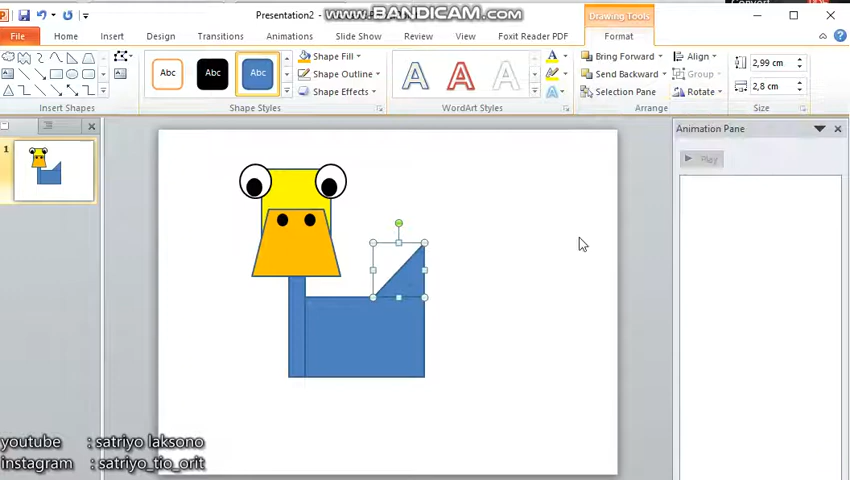 Presentation2 -
www.BANDICAM.com
Drawing Tools
File Home Insert Design Transitions Animations Slide Show Review View Foxit Reader PDF Format
Abc Abc Abc
Shape Fill
Shape Outline
Shape Effects
Bring Forward
Send Backward
Selection Pane
Align
Group
Rotate
2,99 cm
2,8 cm
Insert Shapes Shape Styles WordArt Styles Arrange Size
1
Animation Pane
Play
youtube : satriyo laksono
instagram : satriyo_tio_orit